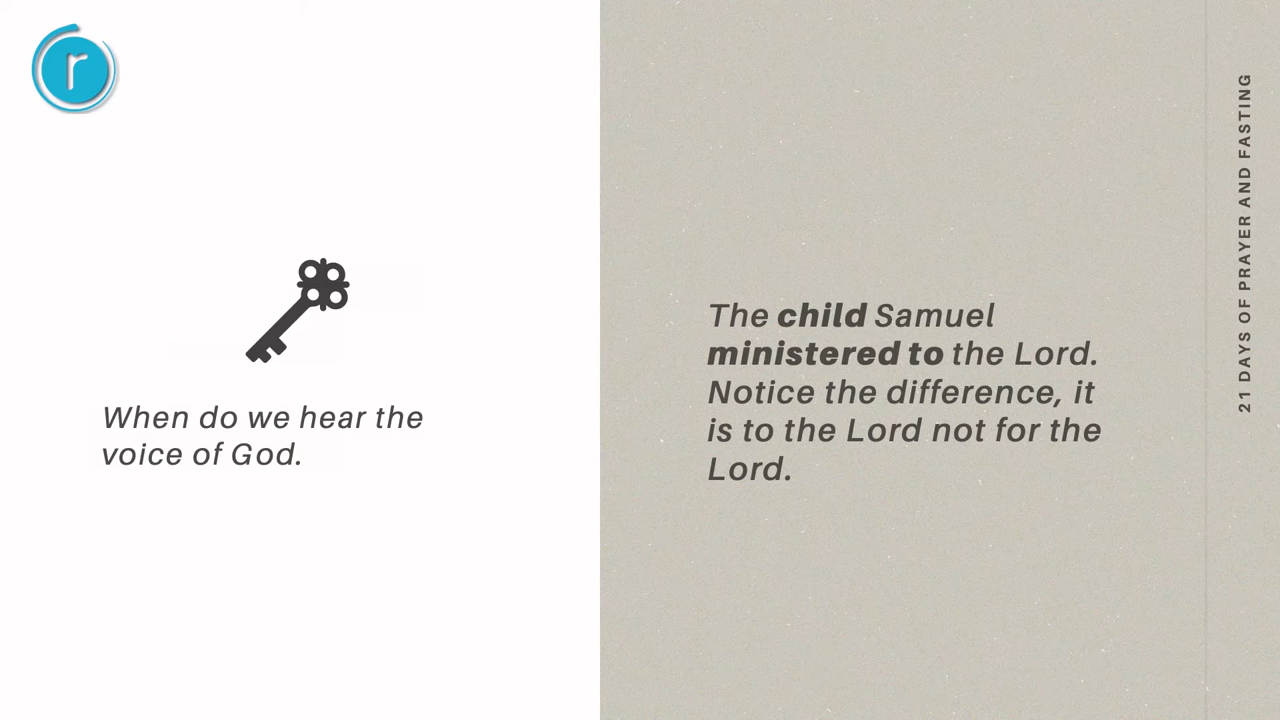 r
When do we hear the
voice of God.
The child Samuel
ministered to the Lord.
Notice the difference, it
is to the Lord not for the
Lord.
21 DAYS OF PRAYER AND FASTING